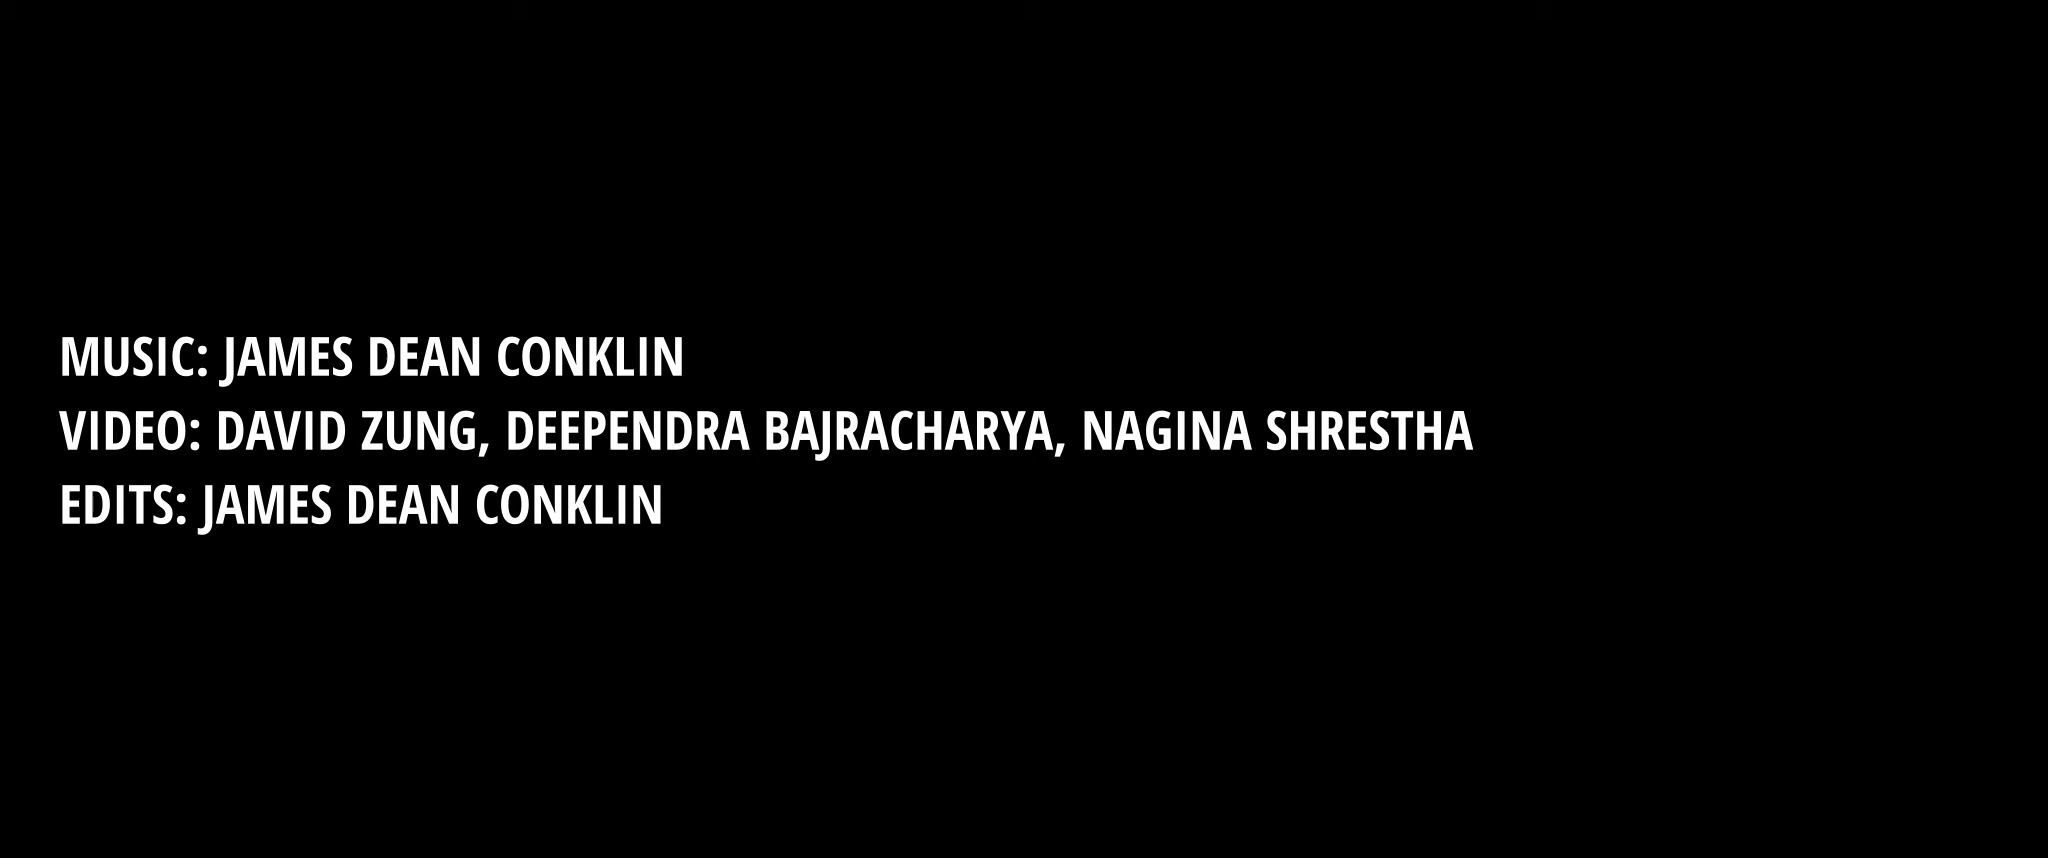 MUSIC: JAMES DEAN CONKLIN
VIDEO: DAVID ZUNG, DEEPENDRA BAJRACHARYA, NAGINA SHRESTHA
EDITS: JAMES DEAN CONKLIN